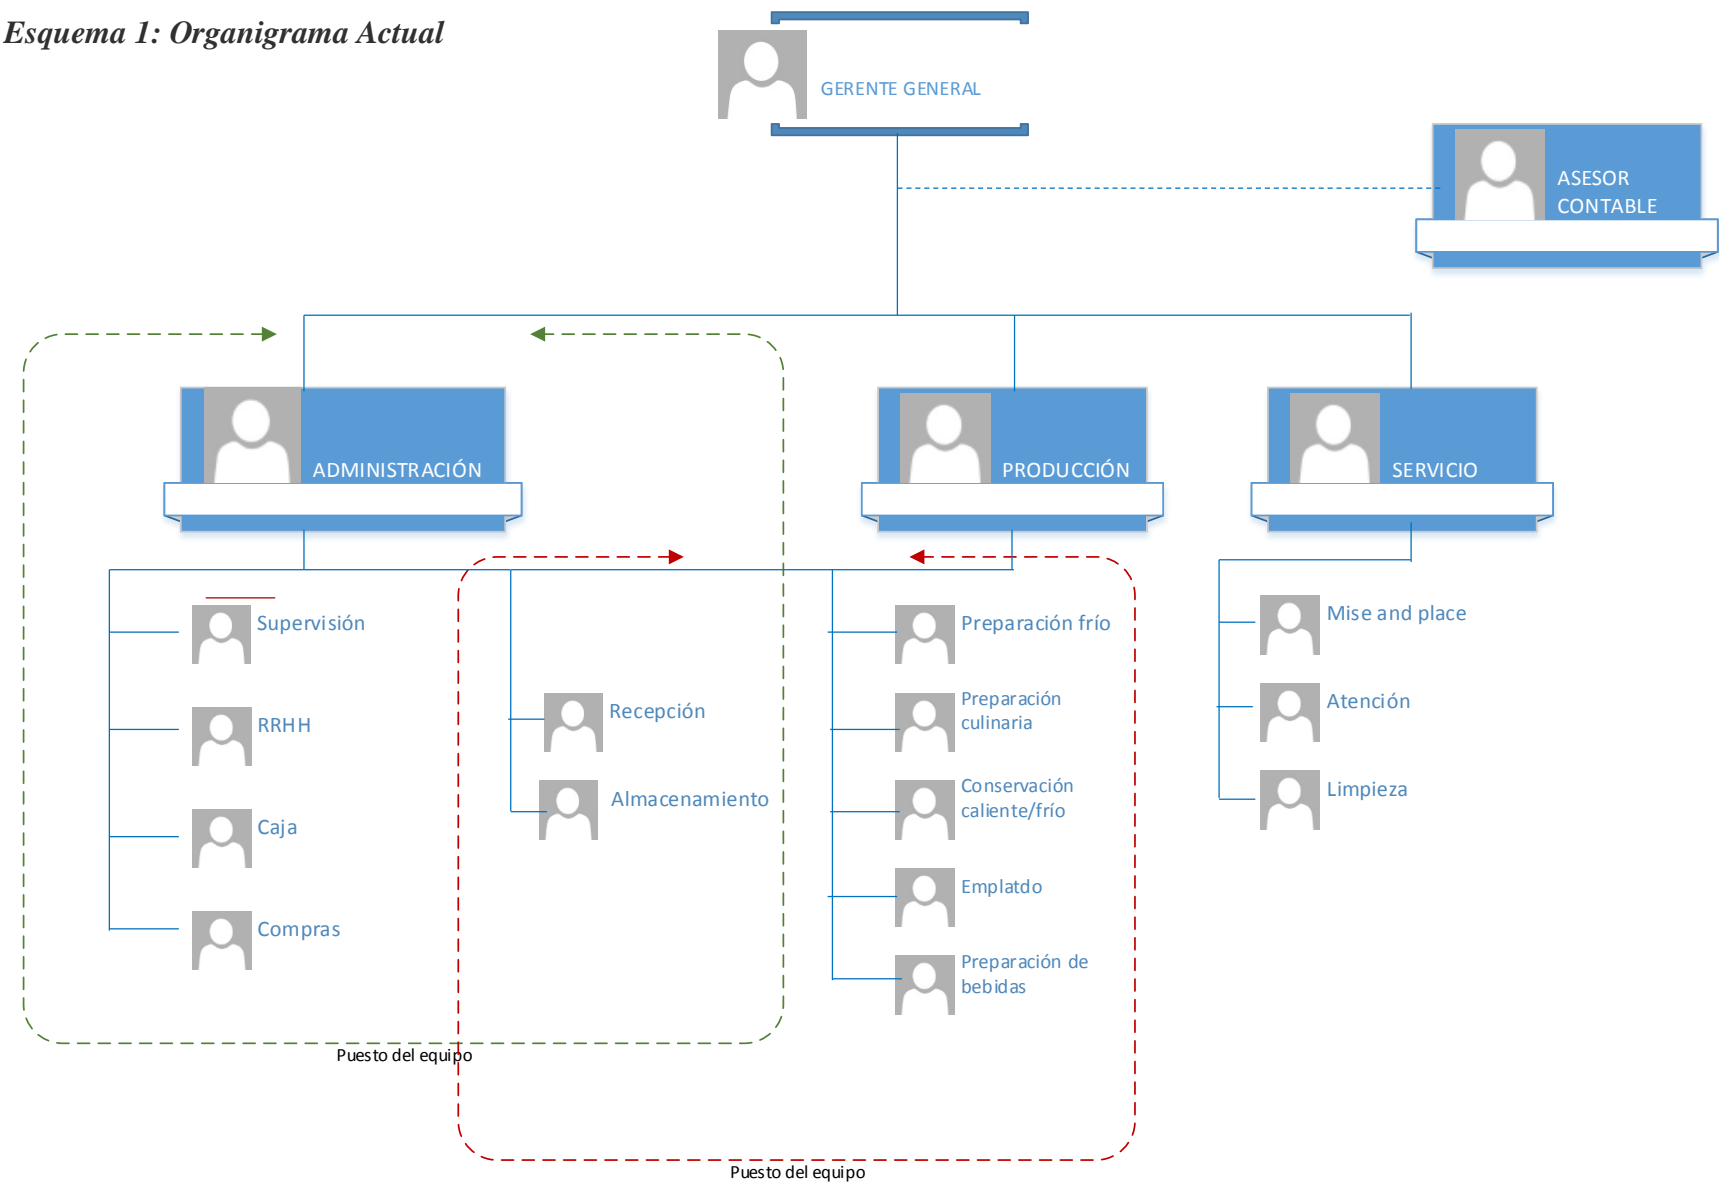 Esquema 1: Organigrama Actual
GERENTE GENERAL
ASESOR
CONTABLE
ADMINISTRACIÓN
PRODUCCIÓN
SERVICIO
Supervisión
RRHH
Caja
Compras
Recepción
Almacenamiento
Preparación frío
Preparación
culinaria
Conservación
caliente/frío
Emplatdo
Preparación de
bebidas
Mise and place
Atención
Limpieza
Puesto del equipo
Puesto del equipo